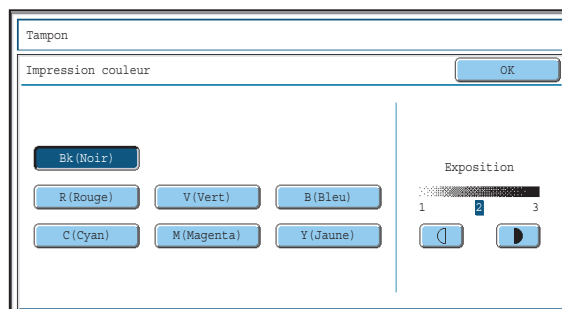 Tampon
Impression couleur
OK
Bk(Noir)
R(Rouge) V(Vert) B(Bleu)
C(Cyan) M(Magenta) Y(Jaune)
Exposition
1 2 3